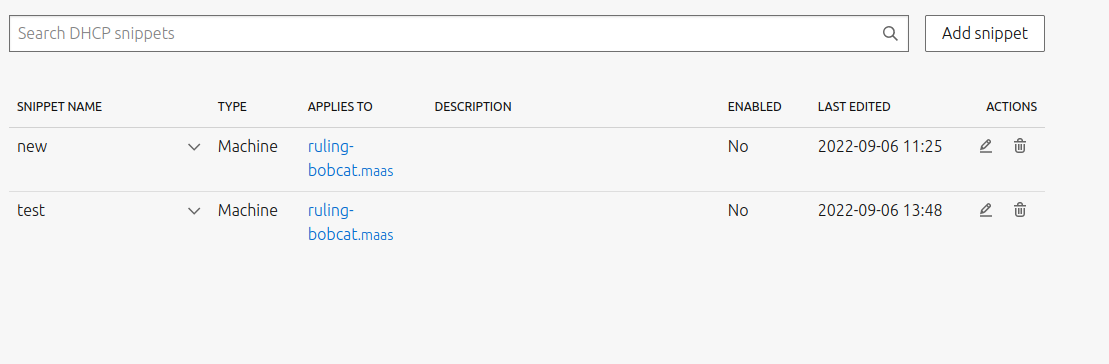 Search DHCP snippets
Add snippet
SNIPPET NAME TYPE APPLIES TO DESCRIPTION ENABLED LAST EDITED ACTIONS
new Machine ruling- No 2022-09-06 11:25
bobcat.maas
test Machine ruling- No 2022-09-06 13:48
bobcat.maas